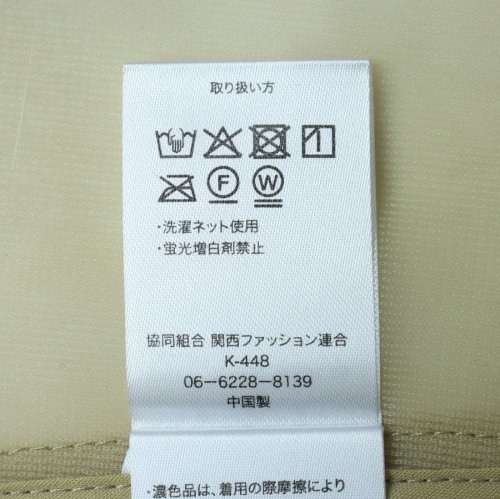 取り扱い方
F W
・洗濯ネット使用
・蛍光増白剤禁止
協同組合 関西ファッション連合
K-448
06-6228-8139
中国製
・濃色品は、着用の際摩擦により